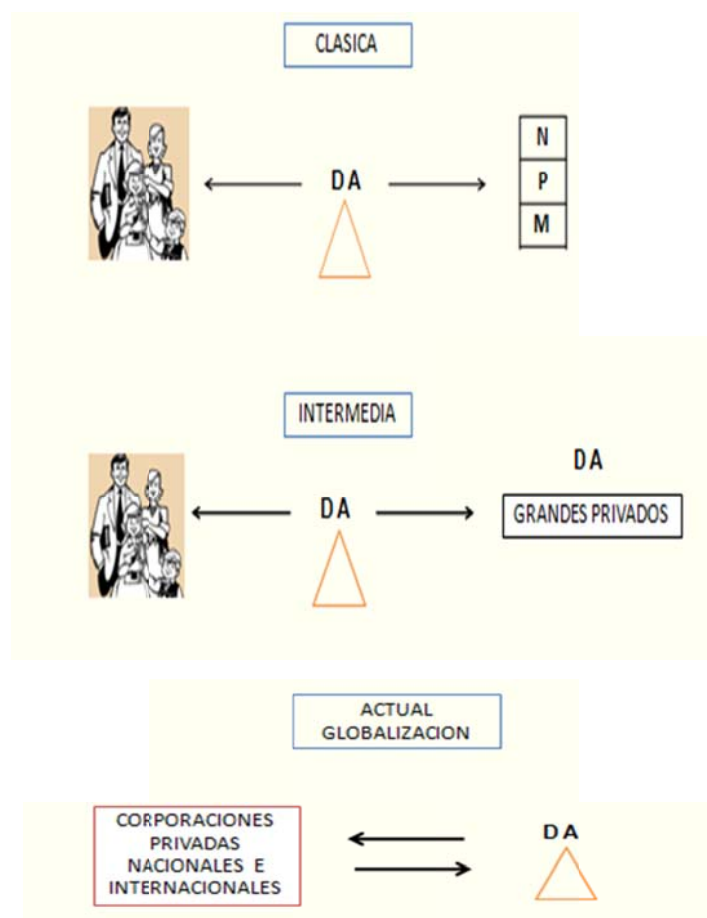 CLASICA
D A
N
P
M
INTERMEDIA
D A
D A
GRANDES PRIVADOS
ACTUAL
GLOBALIZACION
CORPORACIONES
PRIVADAS
NACIONALES E
INTERNACIONALES
D A